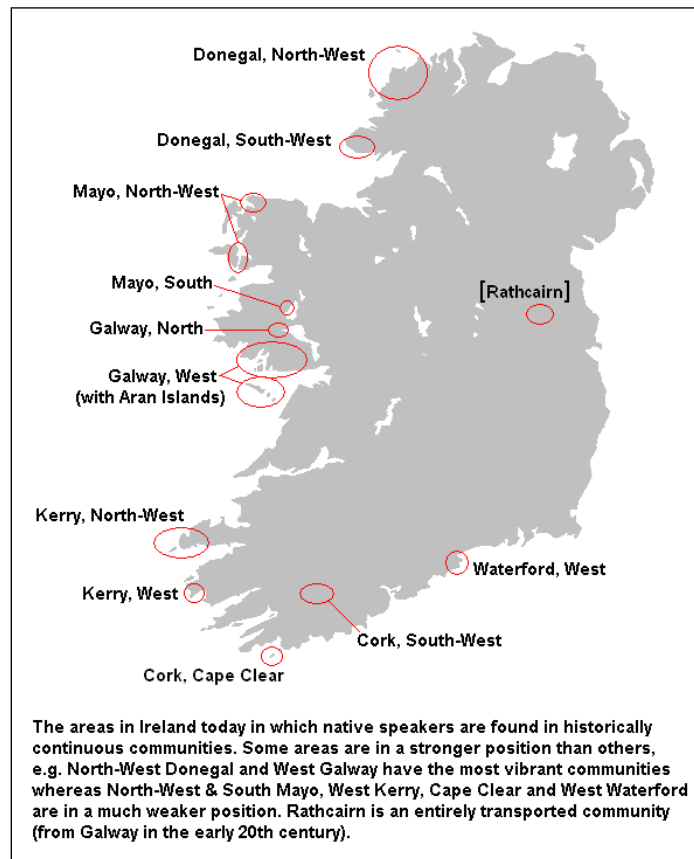 Donegal, North-West
Donegal, South-West
Mayo, North-West
Mayo, South
[Rathcairn]
Galway, North
Galway, West
(with Aran Islands)
Kerry, North-West
Waterford, West
Kerry, West
Cork, South-West
Cork, Cape Clear
The areas in Ireland today in which native speakers are found in historically
continuous communities. Some areas are in a stronger position than others,
e.g. North-West Donegal and West Galway have the most vibrant communities
whereas North-West & South Mayo, West Kerry, Cape Clear and West Waterford
are in a much weaker position. Rathcairn is an entirely transported community
(from Galway in the early 20th century).